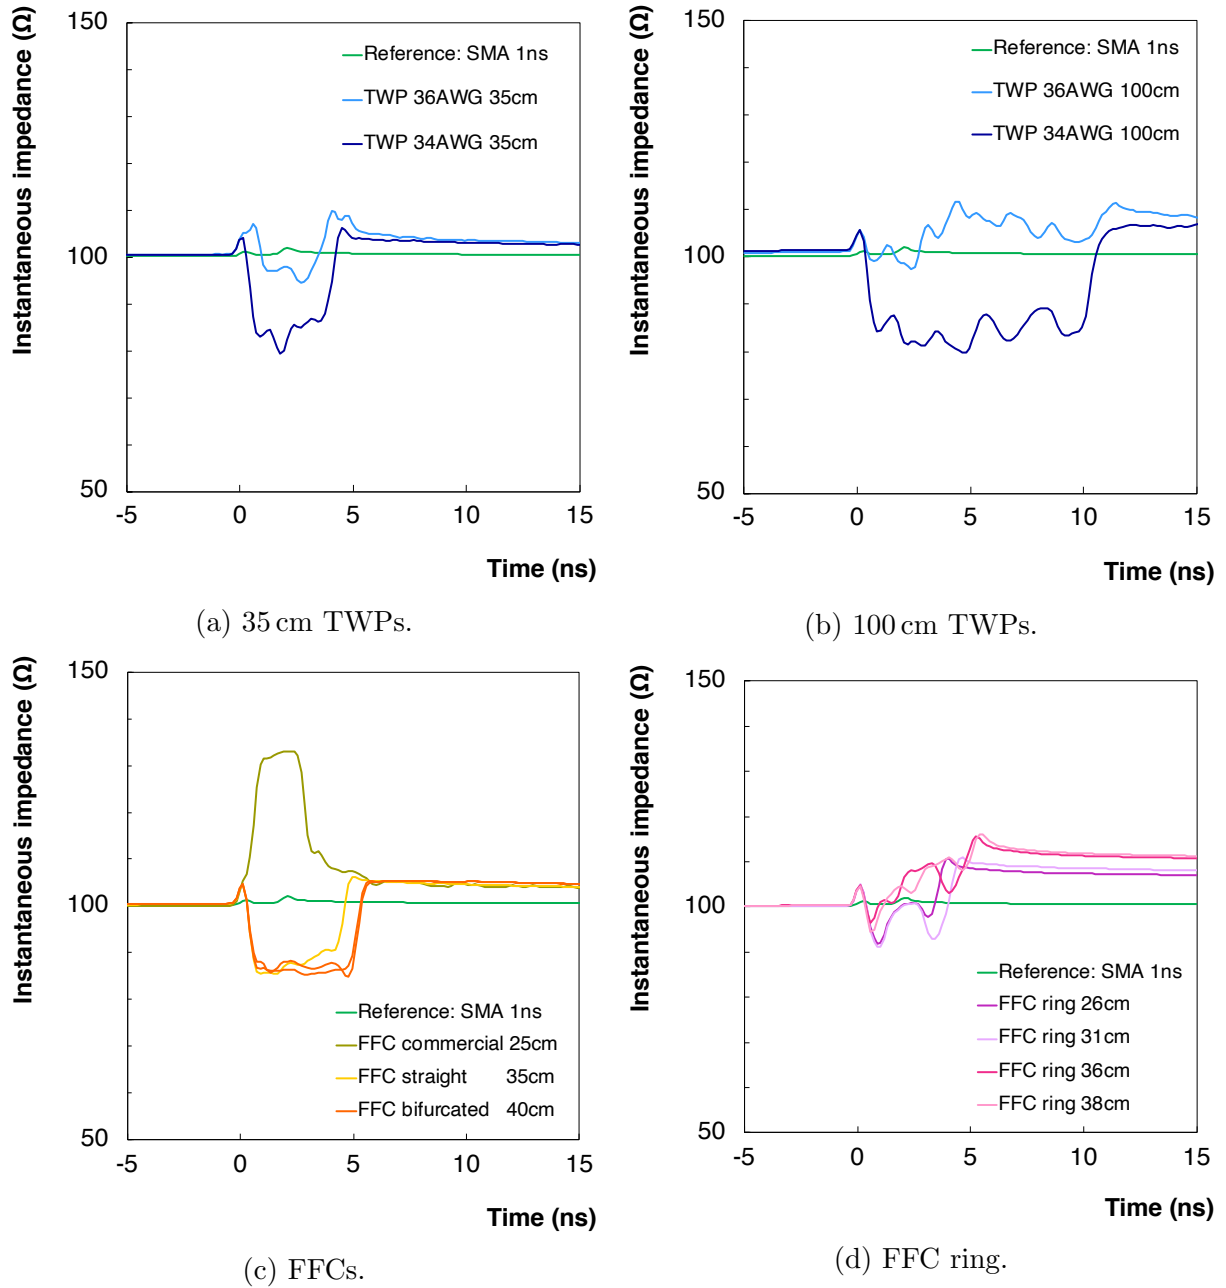 Instantaneous impedance (Ω)
150
100
50
Reference: SMA 1ns
TWP 36AWG 35cm
TWP 34AWG 35cm
-5 0 5 10 15
Time (ns)
(a) 35 cm TWPs.
Instantaneous impedance (Ω)
150
100
50
Reference: SMA 1ns
TWP 36AWG 100cm
TWP 34AWG 100cm
-5 0 5 10 15
Time (ns)
(b) 100 cm TWPs.
Instantaneous impedance (Ω)
150
100
50
Reference: SMA 1ns
FFC commercial 25cm
FFC straight 35cm
FFC bifurcated 40cm
-5 0 5 10 15
Time (ns)
(c) FFCs.
Instantaneous impedance (Ω)
150
100
50
Reference: SMA 1ns
FFC ring 26cm
FFC ring 31cm
FFC ring 36cm
FFC ring 38cm
-5 0 5 10 15
Time (ns)
(d) FFC ring.